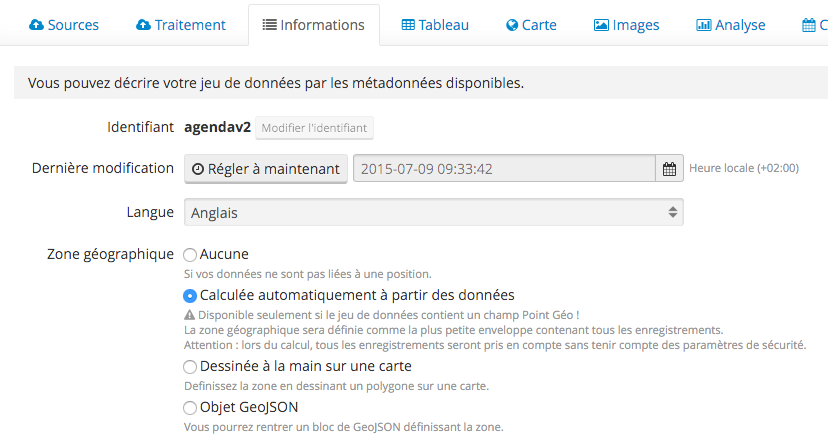 Sources Traitement Informations Tableau Carte Images Analyse C
Vous pouvez décrire votre jeu de données par les métadonnées disponibles.
Identifiant agendav2 Modifier l'identifiant
Dernière modification Régler à maintenant 2015-07-09 09:33:42 Heure locale (+02:00)
Langue Anglais
Zone géographique Aucune
Si vos données ne sont pas liées à une position.
Calculée automatiquement à partir des données
Disponible seulement si le jeu de données contient un champ Point Géo !
La zone géographique sera définie comme la plus petite enveloppe contenant tous les enregistrements.
Attention : lors du calcul, tous les enregistrements seront pris en compte sans tenir compte des paramètres de sécurité.
Dessinée à la main sur une carte
Definissez la zone en dessinant un polygone sur une carte.
Objet GeoJSON
Vous pourrez rentrer un bloc de GeoJSON définissant la zone.